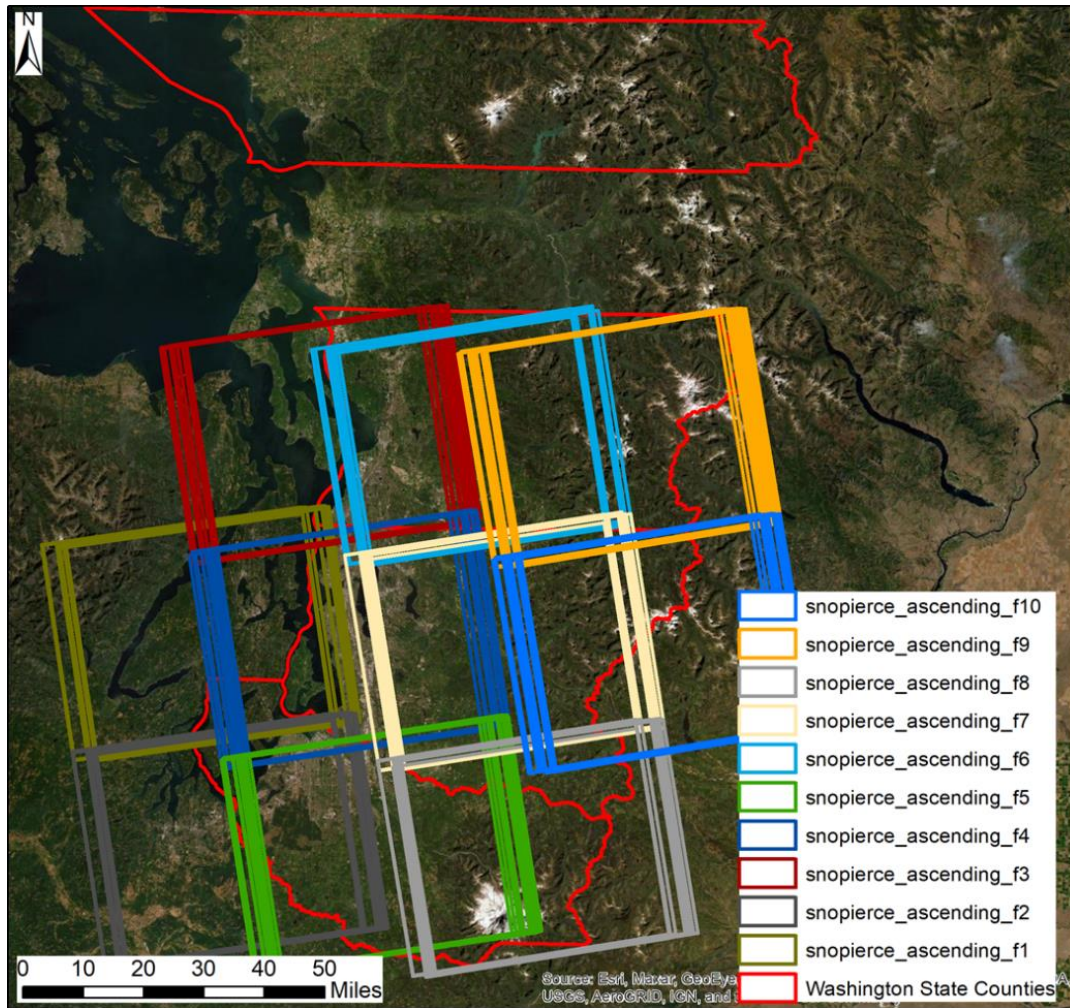 N
snopierce_ascending_f10
snopierce_ascending_f9
snopierce_ascending_f8
snopierce_ascending_f7
snopierce_ascending_f6
snopierce_ascending_f5
snopierce_ascending_f4
snopierce_ascending_f3
snopierce_ascending_f2
snopierce_ascending_f1
Washington State Counties
0 10 20 30 40 50
Miles
Source: Esri, Maxar, GeoEye
USGS, AeroGRID, IGN, and